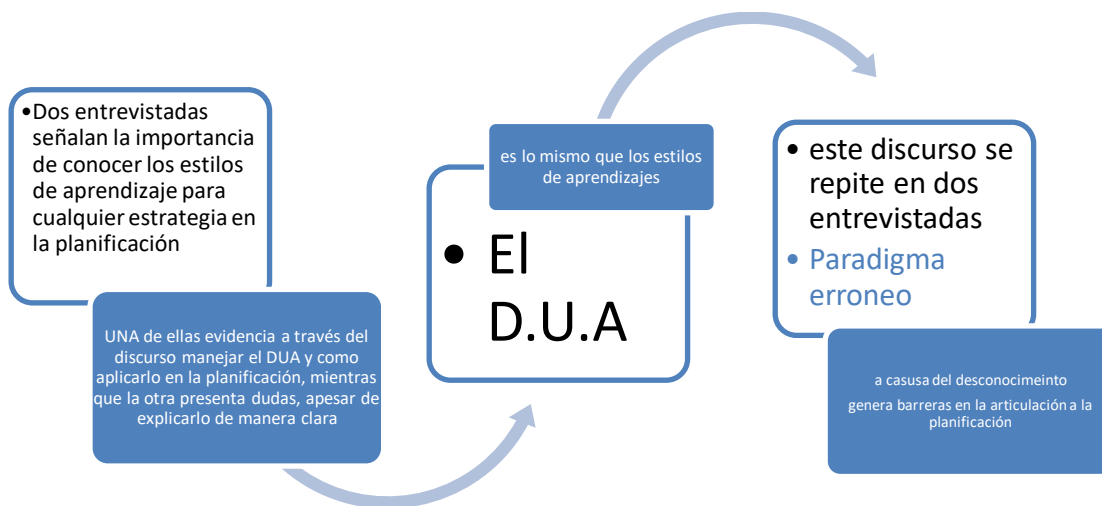 •Dos entrevistadas
señalan la importancia
de conocer los estilos
de aprendizaje para
cualquier estrategia en
la planificación
UNA de ellas evidencia a través del
discurso manejar el DUA y como
aplicarlo en la planificación, mientras
que la otra presenta dudas, apesar de
explicarlo de manera clara
es lo mismo que los estilos
de aprendizajes
• El
D.U.A
• este discurso se
repite en dos
entrevistadas
• Paradigma
erroneo
a casusa del desconocimeinto
genera barreras en la articulación a la
planificación